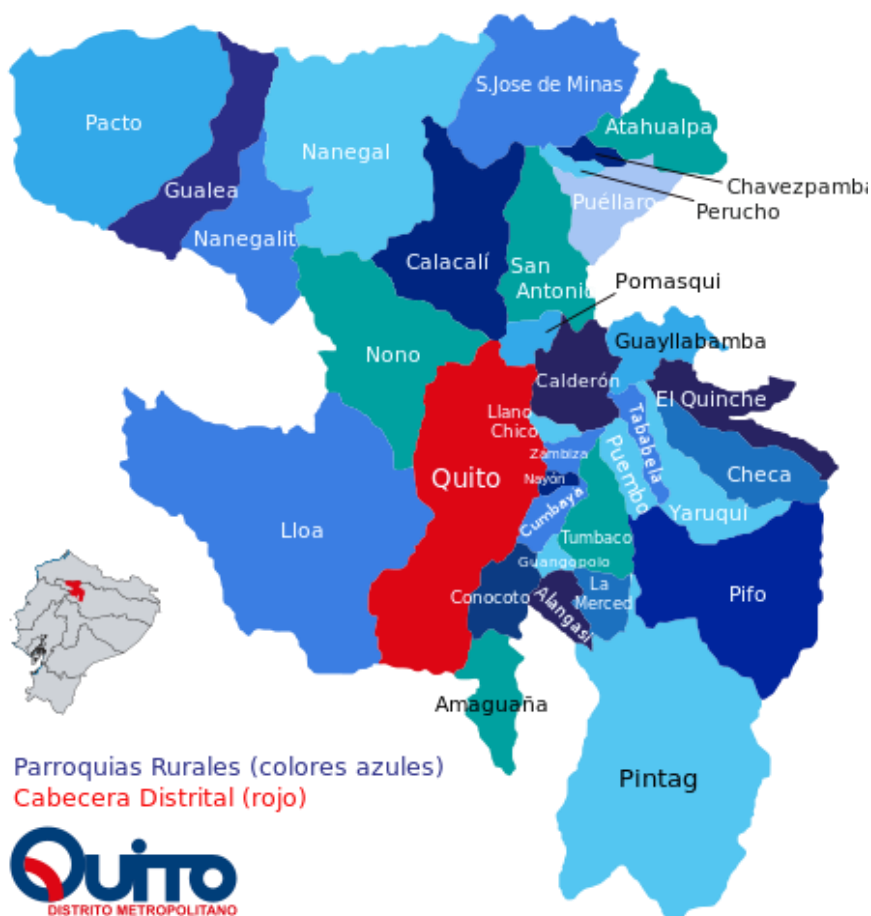 S.Jose de Minas
Pacto
Atahualpa
Nanegal
Gualea
Chavezpamba
Puéllaro
Perucho
Nanegalit
Calacalí
San
Antonio
Pomasqui
Guayllabamba
Nono
Calderón
El Quinche
Llano
Chico
Tababela
Zambiza
Puembo
Checa
Quito
Nayón
Cumbaya
Yaruqui
Lloa
Tumbaco
Guangopolo
La
Merced
Conocoto
Alangasi
Pifo
Amaguaña
Pintag
Parroquias Rurales (colores azules)
Cabecera Distrital (rojo)
QUITO
DISTRITO METROPOLITANO